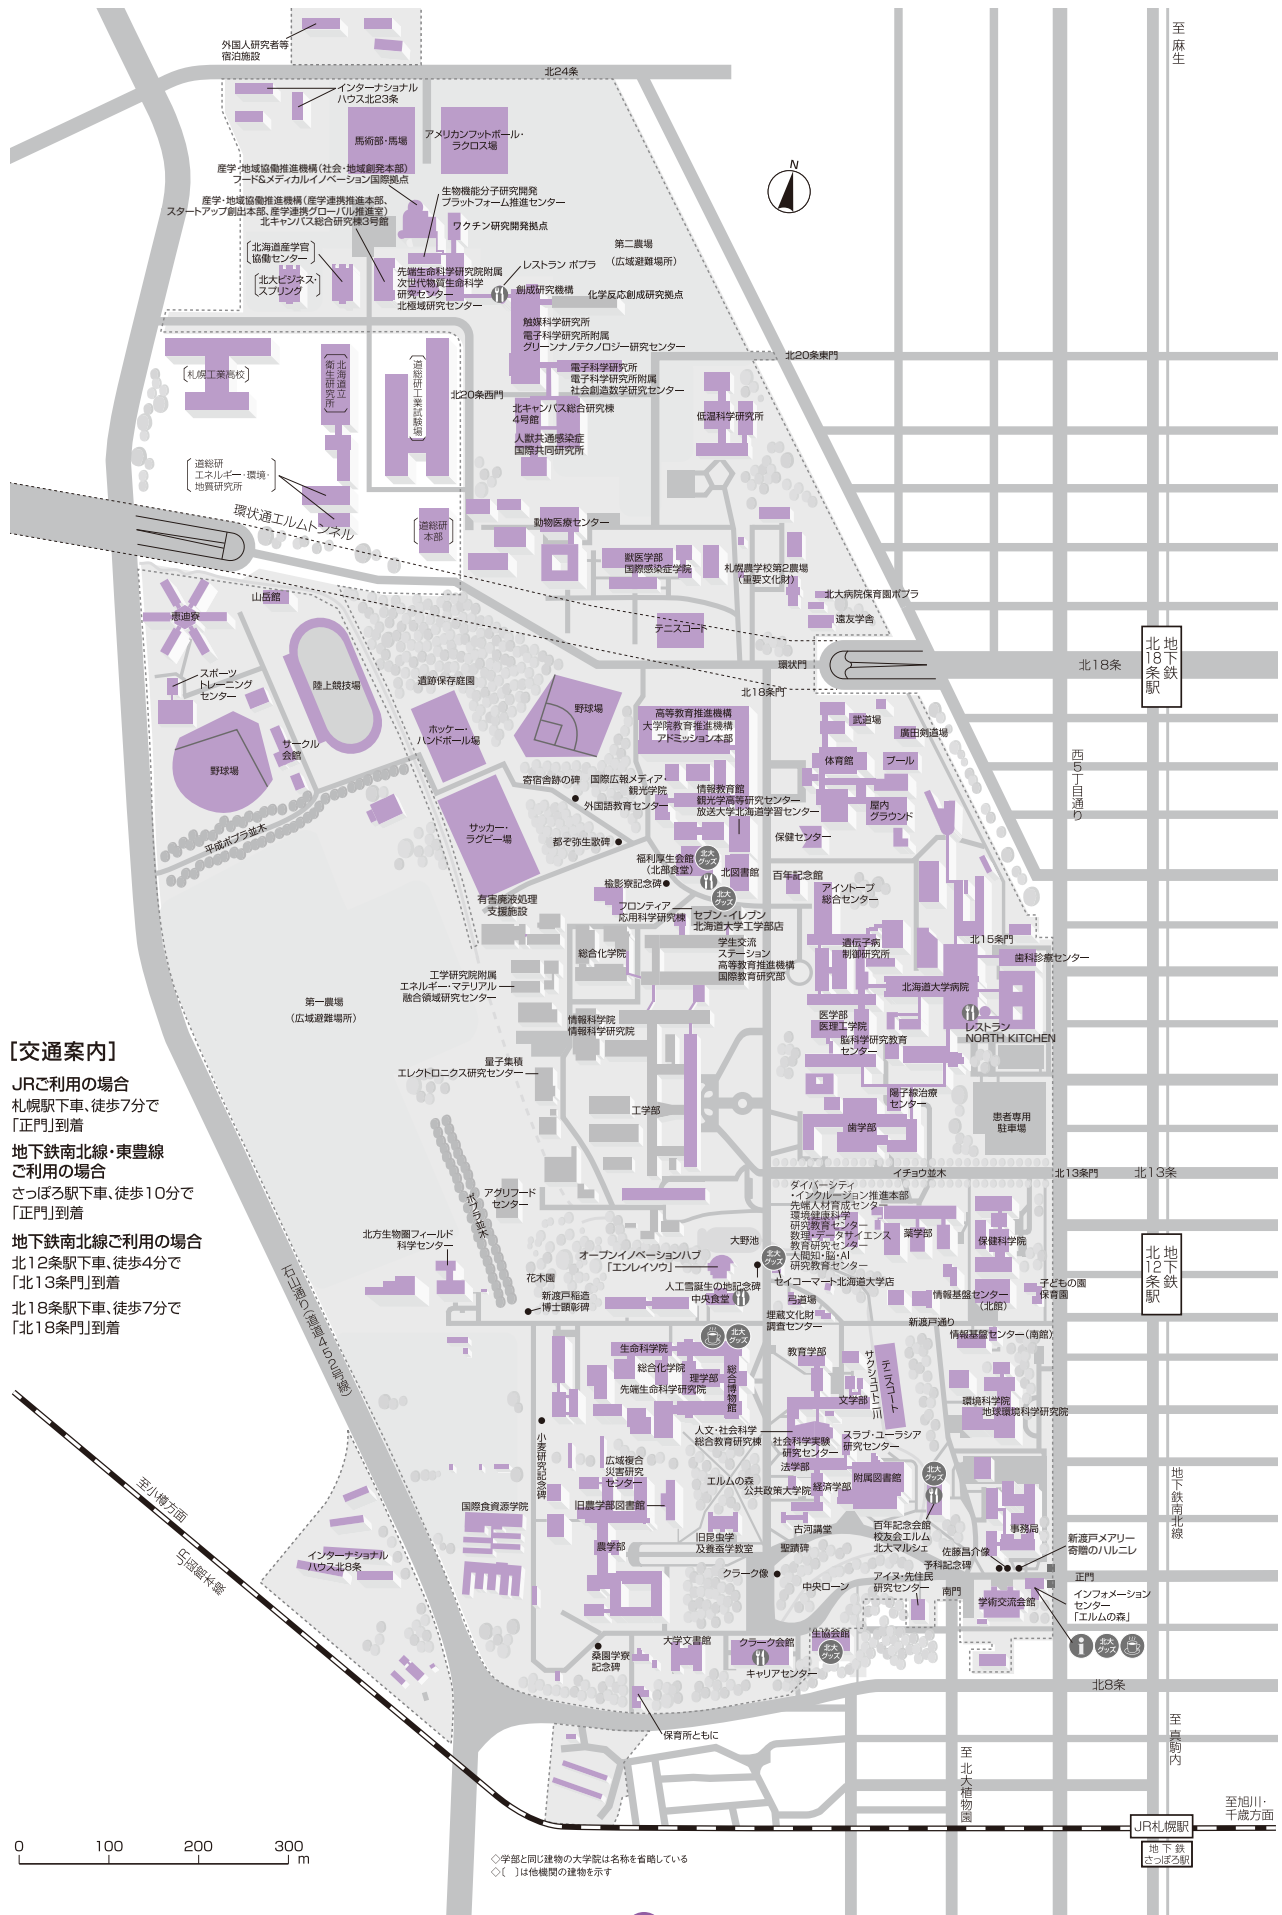 至 麻生
外国人研究者等
宿泊施設
北24条
インターナショナル
ハウス北23条
馬術部・馬場
アメリカンフットボール・
ラクロス場
N
産学・地域協働推進機構(社会・地域創発本部)
フード&メディカルイノベーション国際拠点
産学・地域協働推進機構(産学連携推進本部、
スタートアップ創出本部、産学連携グローバル推進室)
北キャンパス総合研究棟3号館
生物機能分子研究開発
プラットフォーム推進センター
ワクチン研究開発拠点
第二農場
(広域避難場所)
北海道産学官
協働センター
北大ビジネス・
スプリング
先端生命科学研究院附属
次世代物質生命科学
研究センター
北極域研究センター
レストラン ポプラ
創成研究機構
化学反応創成研究拠点
触媒科学研究所
電子科学研究所附属
グリーンナノテクノロジー研究センター
北20条東門
電子科学研究所
電子科学研究所附属
社会創造数学研究センター
札幌工業高校
北海道立
衛生研究所
道総研工業試験場
北20条西門
北キャンパス総合研究棟
4号館
低温科学研究所
人獣共通感染症
国際共同研究所
道総研
エネルギー・環境・
地質研究所
環状通エルムトンネル
道総研
本部
動物医療センター
獣医学部
国際感染症学院
札幌農学校第2農場
(重要文化財)
北大病院保育園ポプラ
遠友学舎
山岳館
恵迪寮
テニスコート
環状門
北18条
地下鉄
北18条駅
スポーツ
トレーニング
センター
陸上競技場
遺跡保存庭園
北18条門
野球場
高等教育推進機構
大学院教育推進機構
アドミッション本部
武道場
廣田剣道場
ホッケー・
ハンドボール場
サークル
会館
野球場
体育館
プール
西5丁目通り
寄宿舎跡の碑
国際広報メディア・
観光学院
外国語教育センター
情報教育館
観光学高等研究センター
放送大学北海道学習センター
屋内
グラウンド
サッカー・
ラグビー場
都ぞ弥生歌碑
保健センター
平成ポプラ並木
福利厚生会館
(北部食堂)
北大
グッズ
北図書館
百年記念館
楡影寮記念碑
アイソトープ
総合センター
有害廃液処理
支援施設
フロンティア
応用科学研究棟
北大
グッズ
セブン-イレブン
北海道大学工学部店
総合化学院
学生交流
ステーション
高等教育推進機構
国際教育研究部
遺伝子病
制御研究所
北15条門
歯科診療センター
工学研究院附属
エネルギー・マテリアル
融合領域研究センター
第一農場
(広域避難場所)
北海道大学病院
情報科学院
情報科学研究院
医学部
医理工学院
レストラン
NORTH KITCHEN
脳科学研究教育
センター
量子集積
エレクトロニクス研究センター
陽子線治療
センター
工学部
歯学部
患者専用
駐車場
[交通案内]
JRご利用の場合
札幌駅下車、徒歩7分で
「正門」到着
地下鉄南北線・東豊線
ご利用の場合
さっぽろ駅下車、徒歩10分で
「正門」到着
地下鉄南北線ご利用の場合
北12条駅下車、徒歩4分で
「北13条門」到着
北18条駅下車、徒歩7分で
「北18条門」到着
イチョウ並木
北13条門
北13条
ポプラ並木
アグリフード
センター
ダイバーシティ
・インクルージョン推進本部
先端人材育成センター
環境健康科学
研究教育センター
数理・データサイエンス
教育研究センター
人間知・脳・AI
研究教育センター
薬学部
保健科学院
地下鉄
北12条駅
北方生物圏フィールド
科学センター
大野池
オープンイノベーションハブ
「エンレイソウ」
北大
グッズ
花木園
セイコーマート北海道大学店
人工雪誕生の地記念碑
中央食堂
弓道場
子どもの園
保育園
情報基盤センター
(北館)
新渡戸稲造
博士顕彰碑
埋蔵文化財
調査センター
新渡戸通り
情報基盤センター(南館)
石山通り(道道452号線)
北大
グッズ
生命科学院
総合化学院
理学部
先端生命科学研究院
総合博物館
教育学部
サクシュコトニ川
テニスコート
文学部
環境科学院
地球環境科学研究院
小麦研究記念碑
人文・社会科学
総合教育研究棟
社会科学実験
研究センター
スラブ・ユーラシア
研究センター
広域複合
災害研究
センター
エルムの森
法学部
公共政策大学院
経済学部
附属図書館
北大
グッズ
地下鉄南北線
至小樽方面
JR函館本線
国際食資源学院
旧農学部図書館
古河講堂
百年記念会館
校友会エルム
北大マルシェ
事務局
新渡戸メアリー
寄贈のハルニレ
旧昆虫学
及養蚕学教室
聖蹟碑
佐藤昌介像
予科記念碑
農学部
インターナショナル
ハウス北8条
クラーク像
中央ローン
アイヌ・先住民
研究センター
南門
正門
学術交流会館
インフォメーション
センター
「エルムの森」
北大
グッズ
大学文書館
クラーク会館
生協会館
北大
グッズ
桑園学寮
記念碑
キャリアセンター
北8条
保育所ともに
至 真駒内
至 北大植物園
至旭川・
千歳方面
JR札幌駅
地下鉄
さっぽろ駅
0 100 200 300
m
◇学部と同じ建物の大学院は名称を省略している
◇〔 〕は他機関の建物を示す